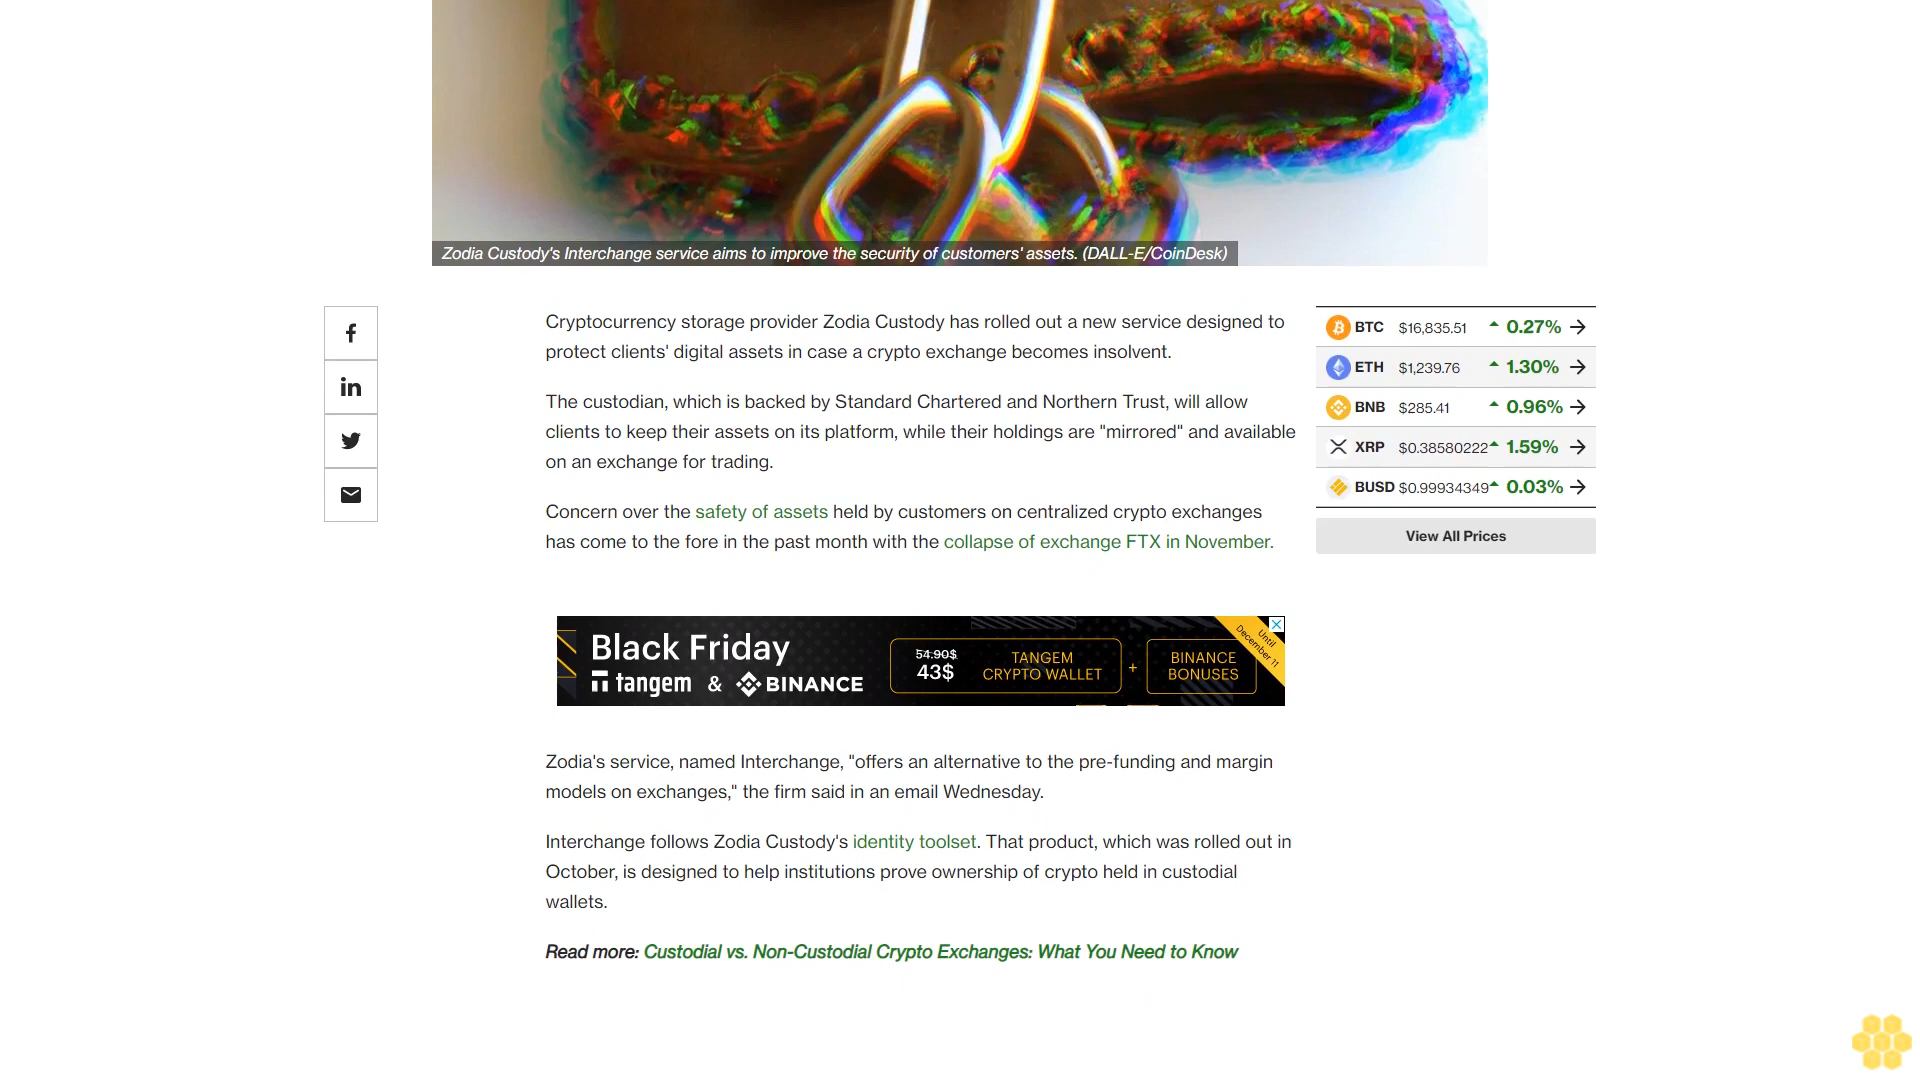 Zodia Custody's Interchange service aims to improve the security of customers' assets. (DALL-E/CoinDesk)
Cryptocurrency storage provider Zodia Custody has rolled out a new service designed to
protect clients' digital assets in case a crypto exchange becomes insolvent.
The custodian, which is backed by Standard Chartered and Northern Trust, will allow
clients to keep their assets on its platform, while their holdings are "mirrored" and available
on an exchange for trading.
Concern over the safety of assets held by customers on centralized crypto exchanges
has come to the fore in the past month with the collapse of exchange FTX in November.
BTC $16,835.51 0.27%
ETH $1,239.76 1.30%
BNB $285.41 0.96%
XRP $0.38580222 1.59%
BUSD $0.99934349 0.03%
View All Prices
Black Friday
tangem & BINANCE
54.90$
43$
TANGEM
CRYPTO WALLET
+
BINANCE
BONUSES
Until
December 11
Zodia's service, named Interchange, "offers an alternative to the pre-funding and margin
models on exchanges," the firm said in an email Wednesday.
Interchange follows Zodia Custody's identity toolset. That product, which was rolled out in
October, is designed to help institutions prove ownership of crypto held in custodial
wallets.
Read more: Custodial vs. Non-Custodial Crypto Exchanges: What You Need to Know